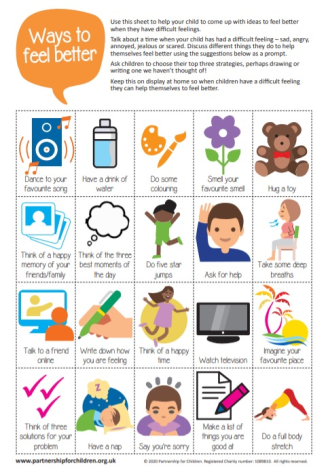 Ways to
feel better
Use this sheet to help your child to come up with ideas to feel better
when they have difficult feelings.
Talk about a time when your child has had a difficult feeling – sad, angry,
annoyed, jealous or scared. Discuss different things they do to help
themselves feel better using the suggestions below as a prompt.
Ask children to choose their top three strategies, perhaps drawing or
writing one we haven't thought of!
Keep this on display at home so when children have a difficult feeling
they can help themselves to feel better.
Dance to your
favourite song
Have a drink of
water
Do some
colouring
Smell your
favourite smell
Hug a toy
Think of a happy
memory of your
friends/family
Think of the three
best moments of
the day
Do five star
jumps
Ask for help
Take some deep
breaths
Talk to a friend
online
Write down how
you are feeling
Think of a happy
time
Watch television
Imagine your
favourite place
Think of three
solutions for your
problem
Have a nap
Say you're sorry
Make a list of
things you are
good at
Do a full body
stretch
www.partnershipforchildren.org.uk
© 2020 Partnership for Children. Registered Charity number 1089810. All rights reserved.